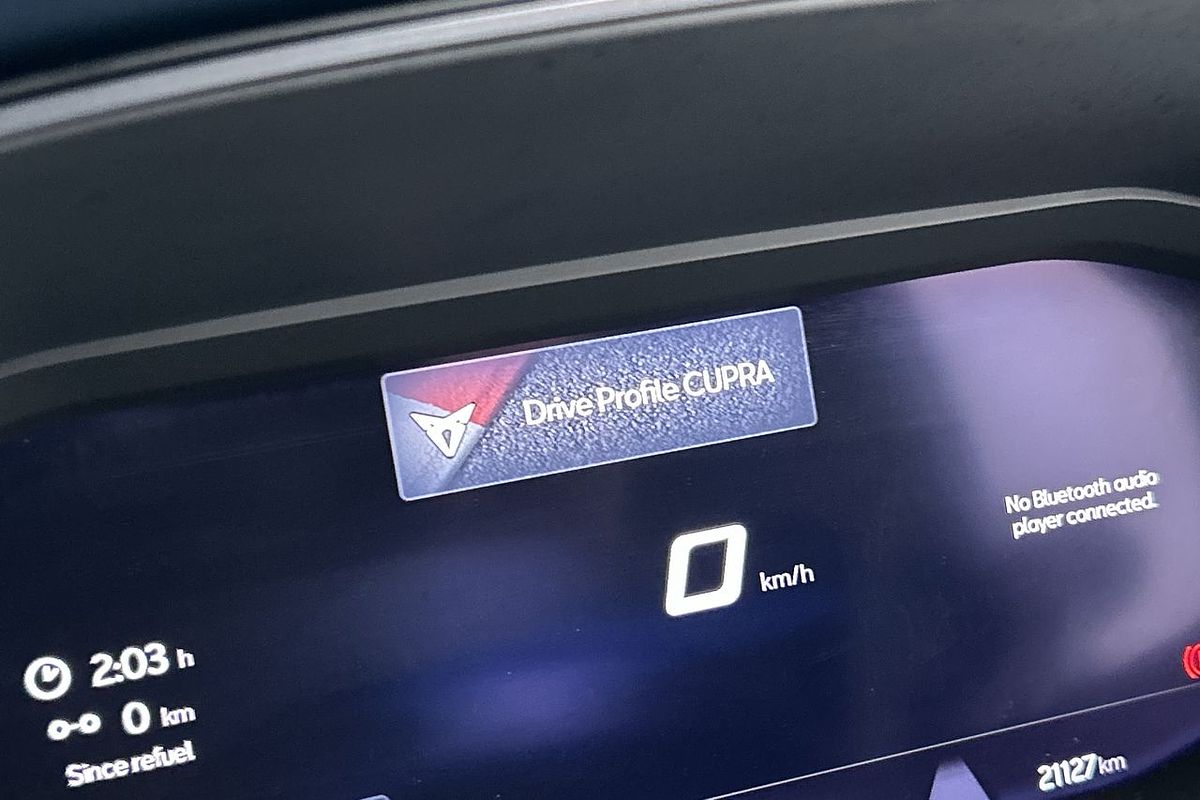 Drive Profile CUPRA
0 km/h
No Bluetooth audio
player connected.
2:03 h
0 km
Since refuel
21127 km